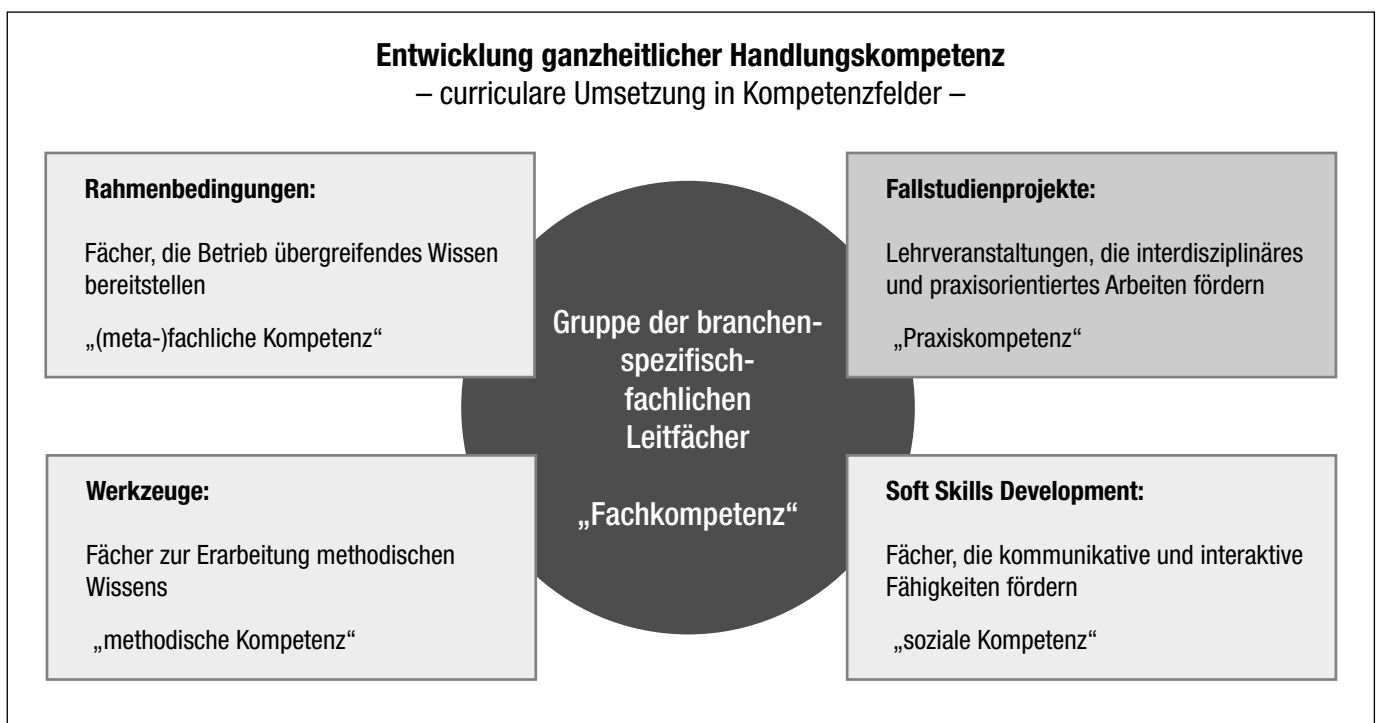 Entwicklung ganzheitlicher Handlungskompetenz
– curriculare Umsetzung in Kompetenzfelder –
Rahmenbedingungen:
Fächer, die Betrieb übergreifendes Wissen
bereitstellen
„(meta-)fachliche Kompetenz“
Fallstudienprojekte:
Lehrveranstaltungen, die interdisziplinäres
und praxisorientiertes Arbeiten fördern
„Praxiskompetenz“
Gruppe der branchen-
spezifisch-
fachlichen
Leitfächer
„Fachkompetenz“
Werkzeuge:
Fächer zur Erarbeitung methodischen
Wissens
„methodische Kompetenz“
Soft Skills Development:
Fächer, die kommunikative und interaktive
Fähigkeiten fördern
„soziale Kompetenz“